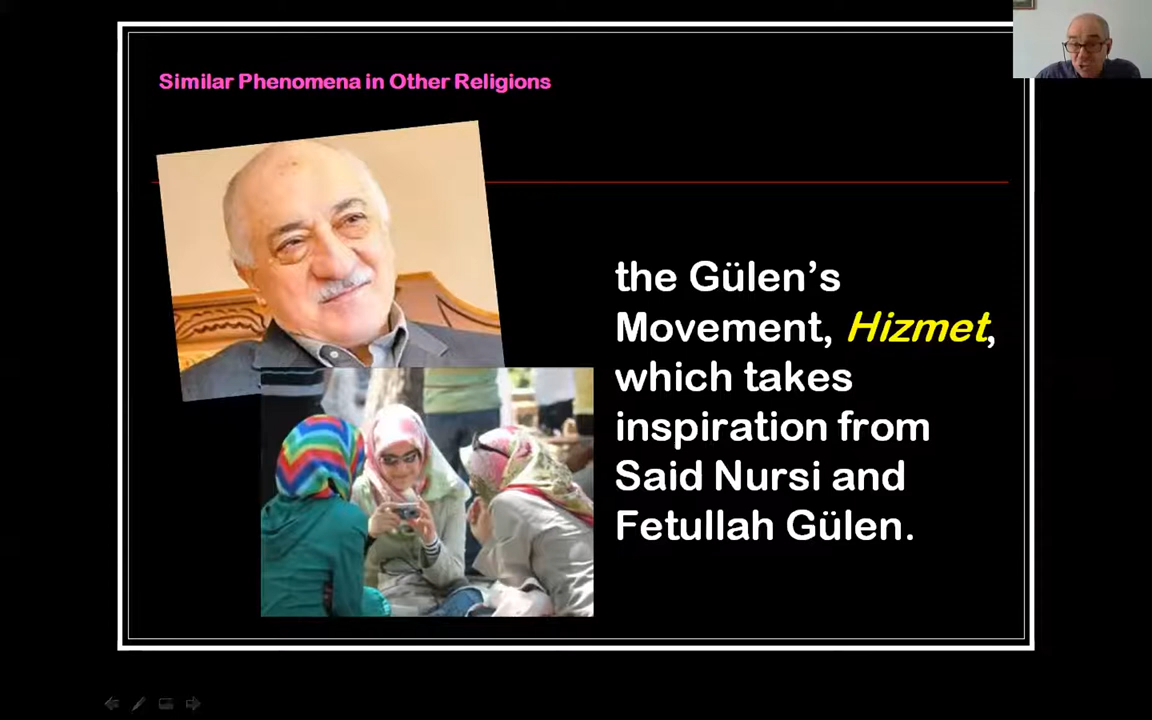 Similar Phenomena in Other Religions
the Gülen’s
Movement, Hizmet,
which takes
inspiration from
Said Nursi and
Fetullah Gülen.